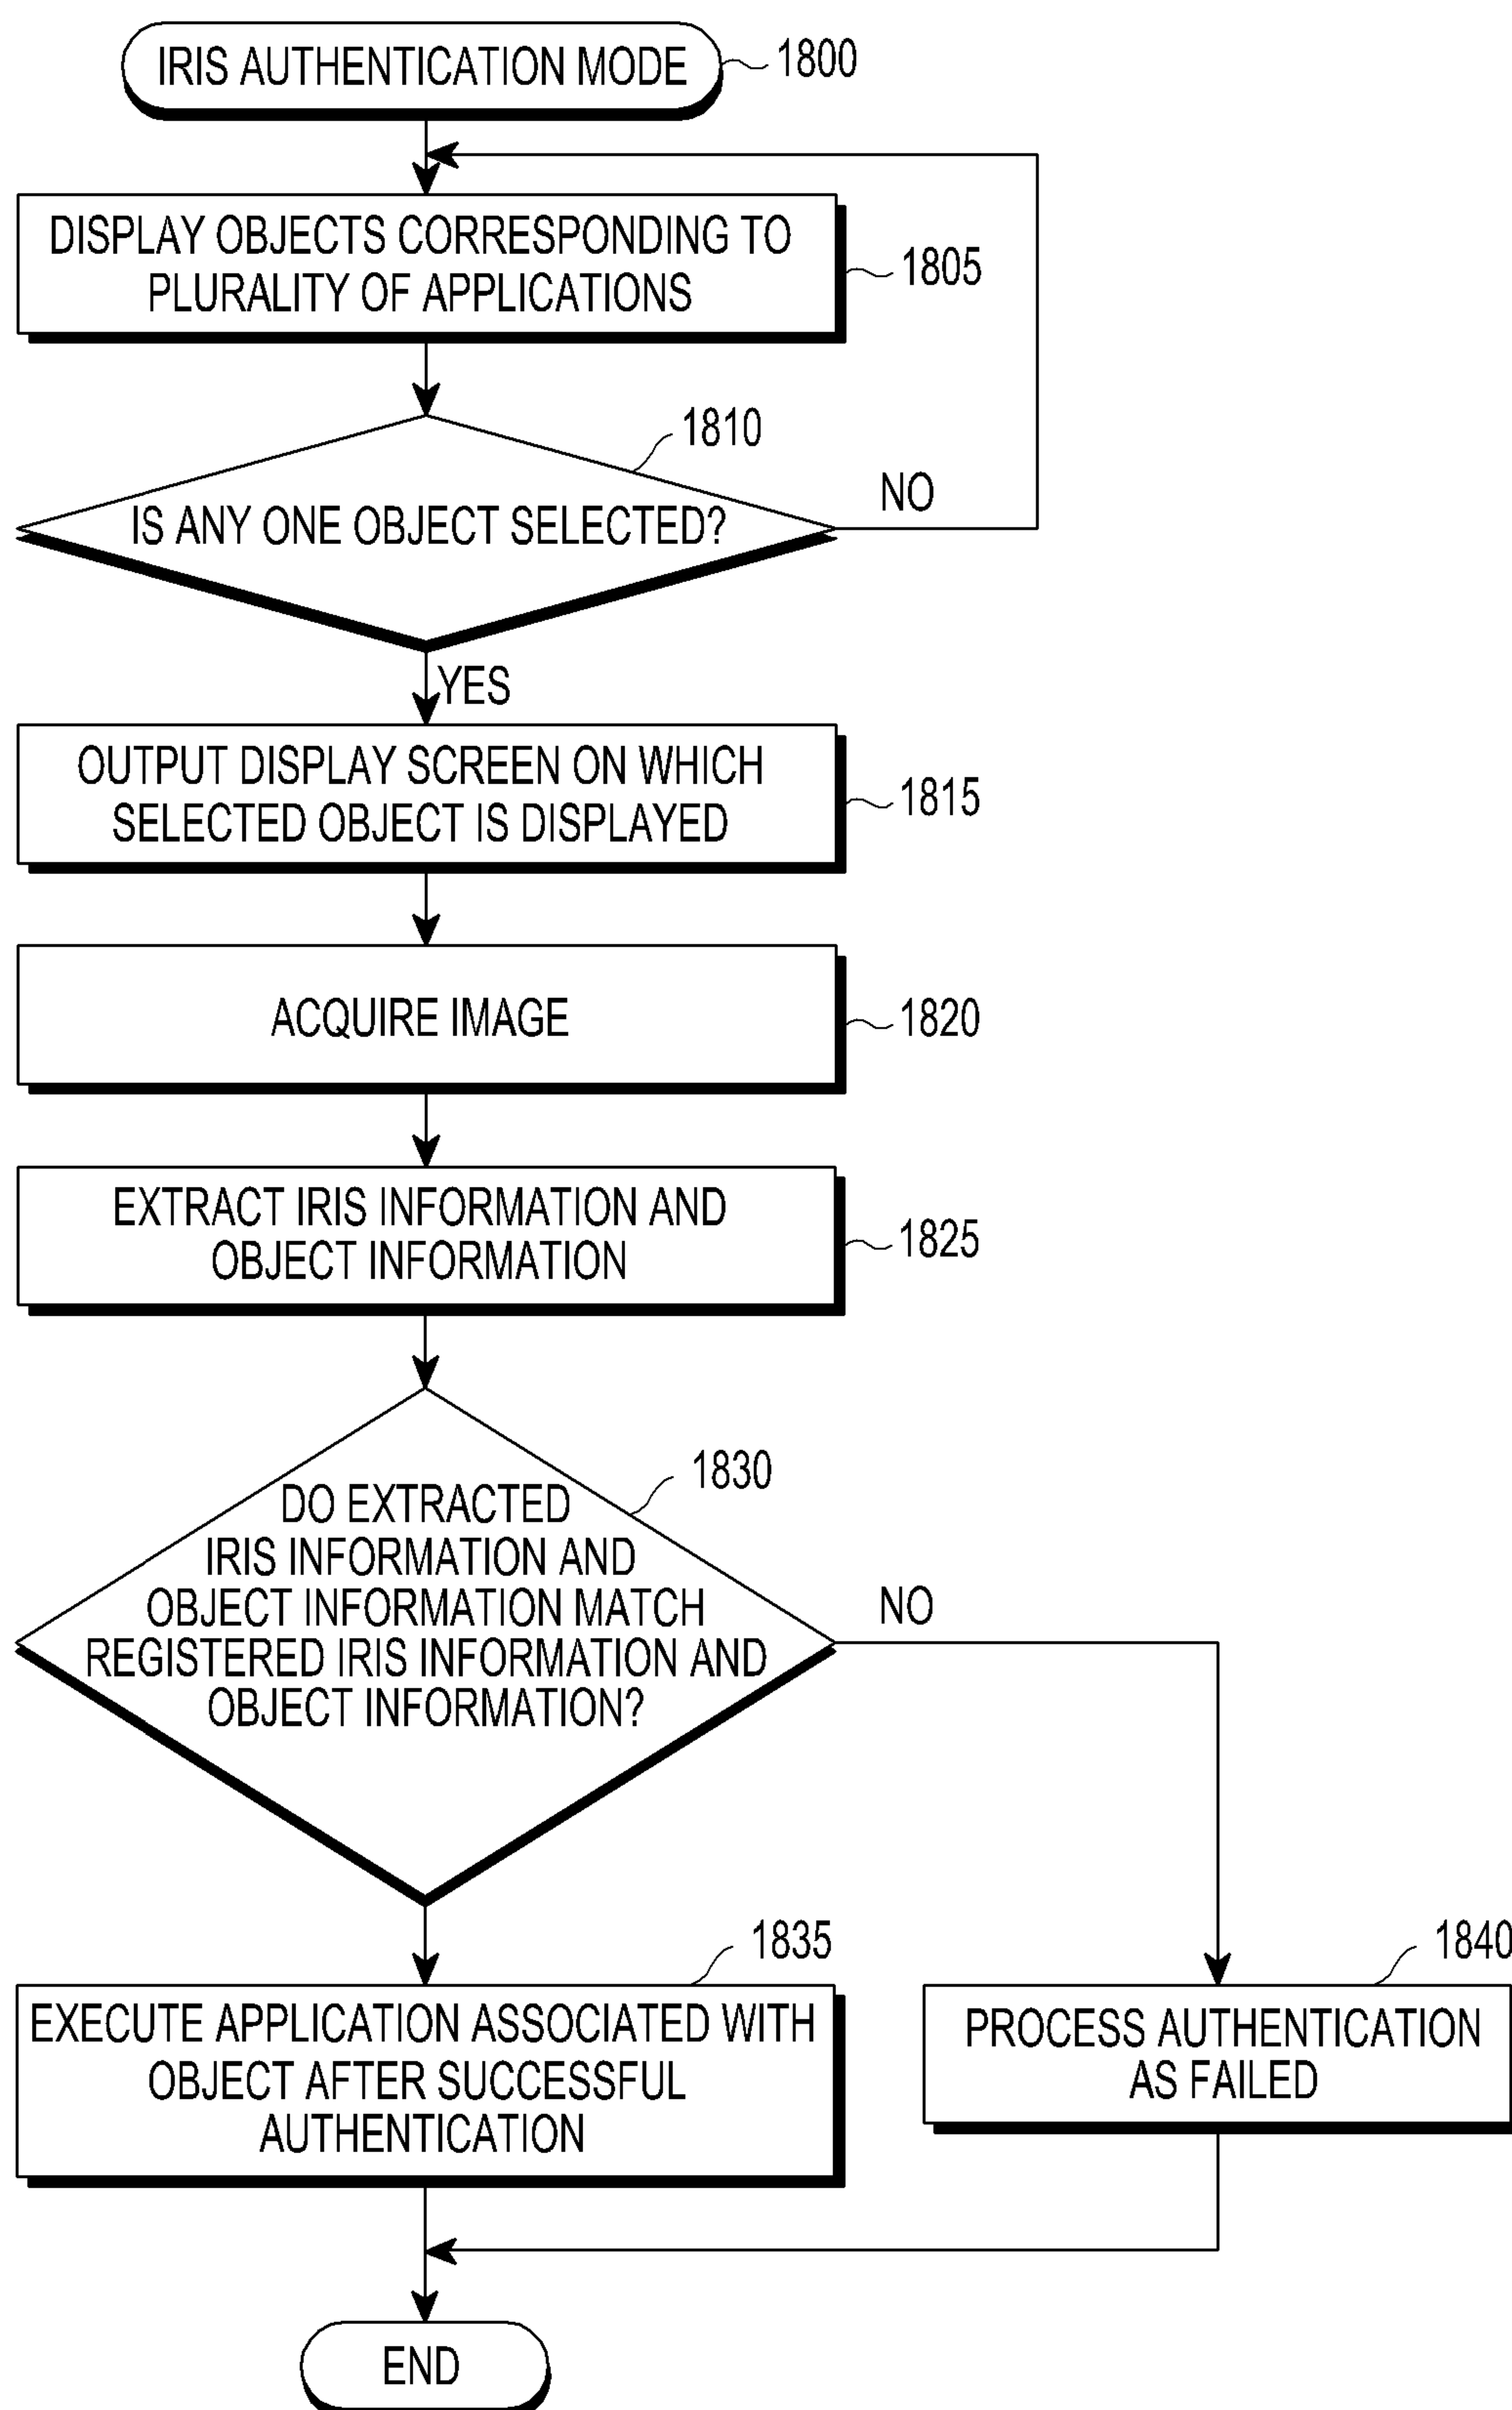 IRIS AUTHENTICATION MODE
1800
DISPLAY OBJECTS CORRESPONDING TO
PLURALITY OF APPLICATIONS
1805
1810
IS ANY ONE OBJECT SELECTED?
NO
YES
OUTPUT DISPLAY SCREEN ON WHICH
SELECTED OBJECT IS DISPLAYED
1815
ACQUIRE IMAGE
1820
EXTRACT IRIS INFORMATION AND
OBJECT INFORMATION
1825
1830
DO EXTRACTED
IRIS INFORMATION AND
OBJECT INFORMATION MATCH
REGISTERED IRIS INFORMATION AND
OBJECT INFORMATION?
NO
1835
EXECUTE APPLICATION ASSOCIATED WITH
OBJECT AFTER SUCCESSFUL
AUTHENTICATION
1840
PROCESS AUTHENTICATION
AS FAILED
END